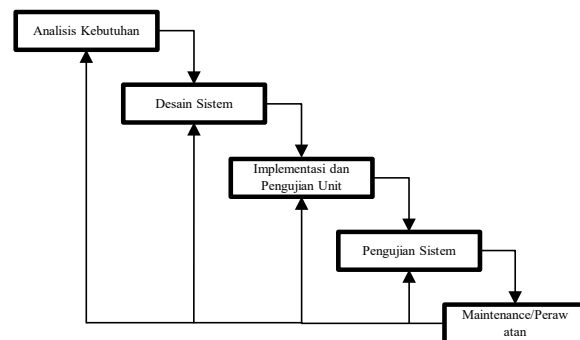 Analisis Kebutuhan
Desain Sistem
Implementasi dan
Pengujian Unit
Pengujian Sistem
Maintenance/Peraw
atan